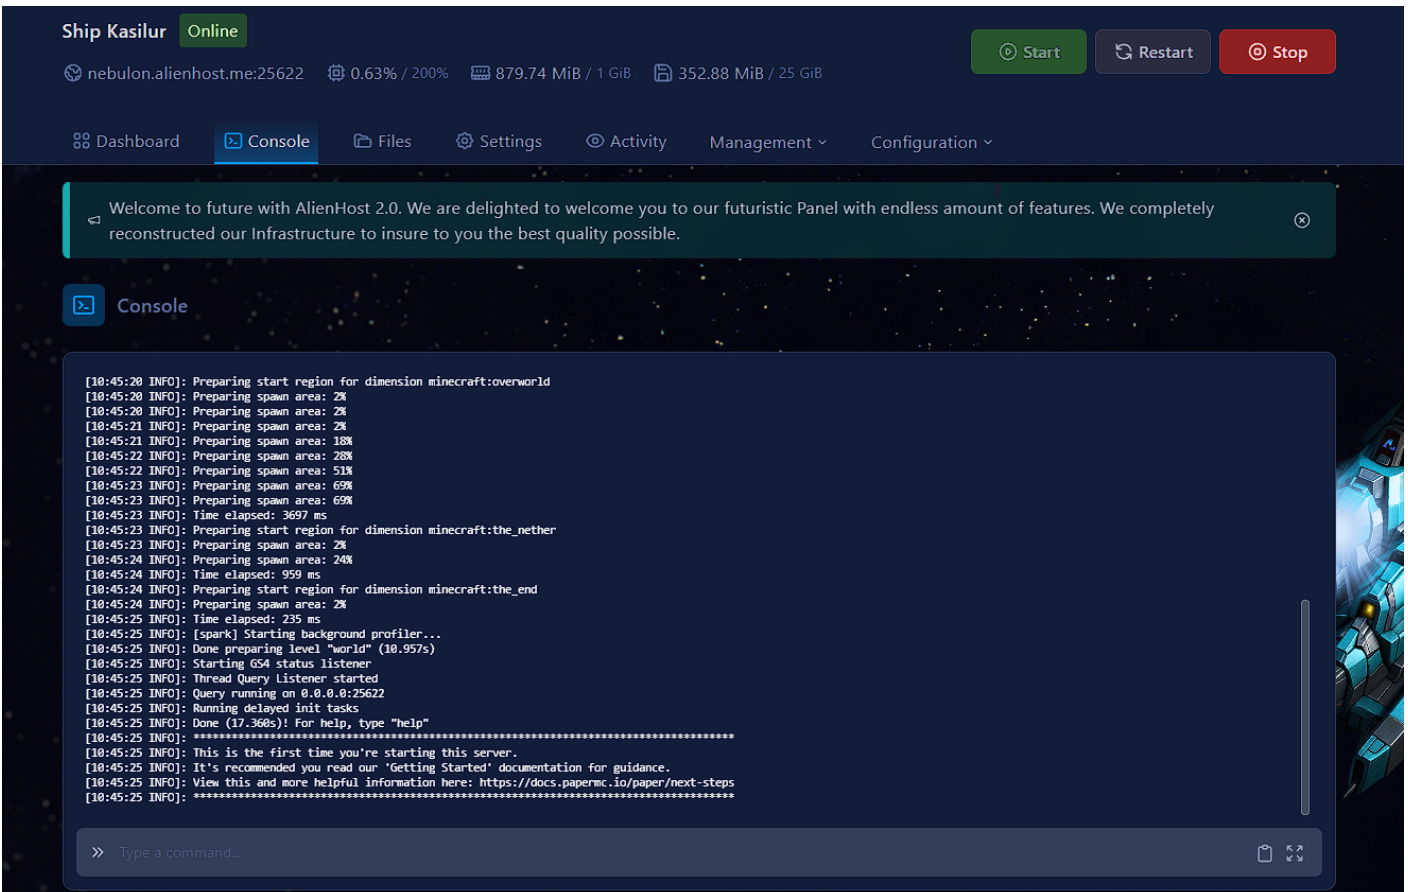 Ship Kasilur Online
nebulon.alienhost.me:25622 0.63% / 200% 879.74 MiB / 1 GiB 352.88 MiB / 25 GiB
Start Restart Stop
Dashboard Console Files Settings Activity Management Configuration
Welcome to future with AlienHost 2.0. We are delighted to welcome you to our futuristic Panel with endless amount of features. We completely
reconstructed our Infrastructure to insure to you the best quality possible.
Console
[10:45:20 INFO]: Preparing start region for dimension minecraft:overworld
[10:45:20 INFO]: Preparing spawn area: 2%
[10:45:20 INFO]: Preparing spawn area: 2%
[10:45:21 INFO]: Preparing spawn area: 2%
[10:45:21 INFO]: Preparing spawn area: 18%
[10:45:22 INFO]: Preparing spawn area: 28%
[10:45:22 INFO]: Preparing spawn area: 51%
[10:45:23 INFO]: Preparing spawn area: 69%
[10:45:23 INFO]: Preparing spawn area: 69%
[10:45:23 INFO]: Time elapsed: 3697 ms
[10:45:23 INFO]: Preparing start region for dimension minecraft:the_nether
[10:45:23 INFO]: Preparing spawn area: 2%
[10:45:24 INFO]: Preparing spawn area: 24%
[10:45:24 INFO]: Time elapsed: 959 ms
[10:45:24 INFO]: Preparing start region for dimension minecraft:the_end
[10:45:24 INFO]: Preparing spawn area: 2%
[10:45:25 INFO]: Time elapsed: 235 ms
[10:45:25 INFO]: [spark] Starting background profiler...
[10:45:25 INFO]: Done preparing level "world" (10.957s)
[10:45:25 INFO]: Starting GS4 status listener
[10:45:25 INFO]: Thread Query Listener started
[10:45:25 INFO]: Query running on 0.0.0.0:25622
[10:45:25 INFO]: Running delayed init tasks
[10:45:25 INFO]: Done (17.360s)! For help, type "help"
[10:45:25 INFO]: *************************************************************************************
[10:45:25 INFO]: This is the first time you're starting this server.
[10:45:25 INFO]: It's recommended you read our 'Getting Started' documentation for guidance.
[10:45:25 INFO]: View this and more helpful information here: https://docs.papermc.io/paper/next-steps
[10:45:25 INFO]: *************************************************************************************
Type a command...